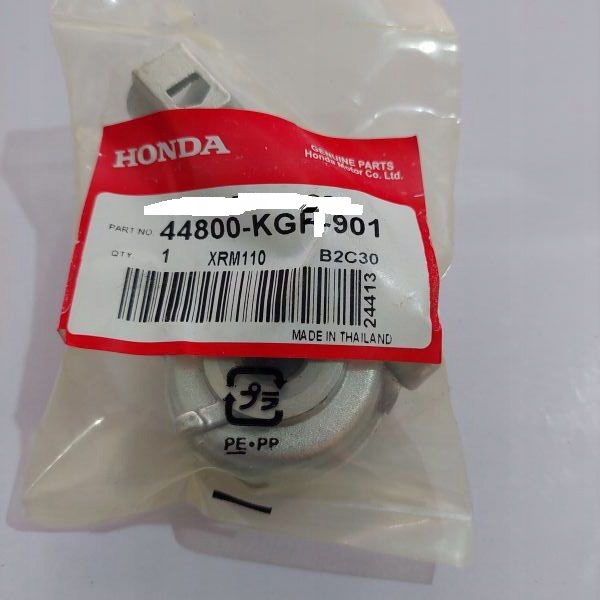 HONDA
GENUINE PARTS
Honda Motor Co. Ltd.
PART NO. 44800-KGH-901
QTY 1 XRM110 B2C30
24413
MADE IN THAILAND
プラ
PE・PP